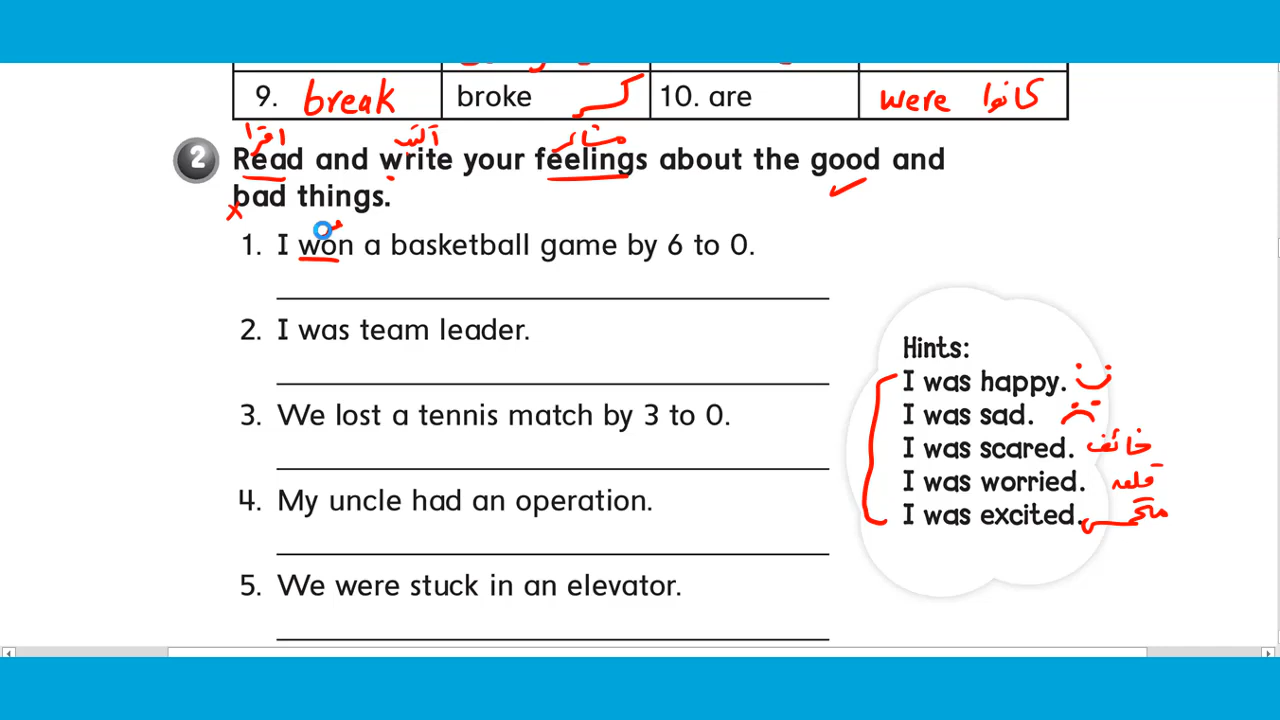 9. break broke كسر 10. are were كانوا
اقرأ اكتب مشاعر
2 Read and write your feelings about the good and
bad things.
1. I won a basketball game by 6 to 0.
2. I was team leader.
Hints:
I was happy.
3. We lost a tennis match by 3 to 0.
I was sad.
I was scared. خائف
I was worried. قلق
4. My uncle had an operation.
I was excited. متحمس
5. We were stuck in an elevator.